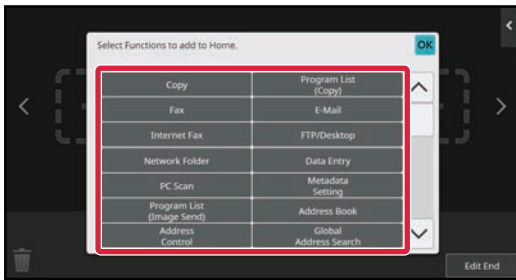 Select Functions to add to Home.
OK
Copy
Program List
(Copy)
Fax
E-Mail
Internet Fax
FTP/Desktop
Network Folder
Data Entry
PC Scan
Metadata
Setting
Program List
(Image Send)
Address Book
Address
Control
Global
Address Search
Edit End